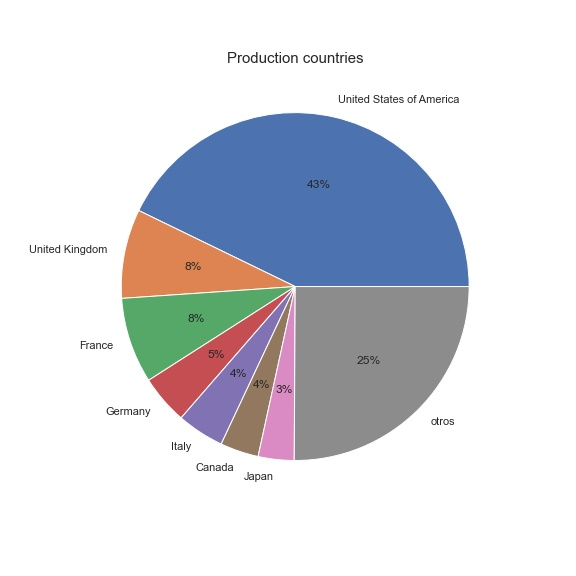 Production countries
United States of America
43%
United Kingdom
8%
France
8%
Germany
5%
Italy
4%
Canada
4%
Japan
3%
otros
25%